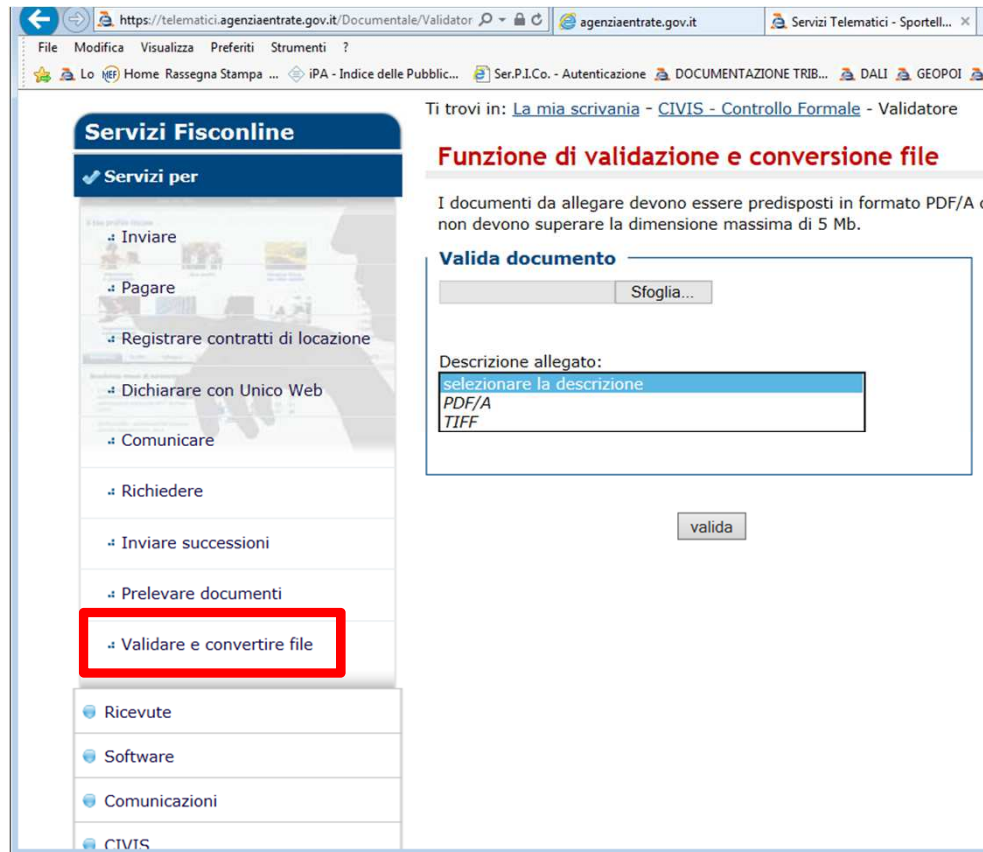 https://telematici.agenziaentrate.gov.it/Documentale/Validator
agenziaentrate.gov.it
Servizi Telematici - Sportell...
File Modifica Visualizza Preferiti Strumenti ?
Lo Home Rassegna Stampa ... iPA - Indice delle Pubblic... Ser.P.I.Co. - Autenticazione DOCUMENTAZIONE TRIB... DALI GEOPOI
Ti trovi in: La mia scrivania - CIVIS - Controllo Formale - Validatore
Servizi Fisconline
Servizi per
Inviare
Pagare
Registrare contratti di locazione
Dichiarare con Unico Web
Comunicare
Richiedere
Inviare successioni
Prelevare documenti
Validare e convertire file
Ricevute
Software
Comunicazioni
CIVIS
Funzione di validazione e conversione file
I documenti da allegare devono essere predisposti in formato PDF/A
non devono superare la dimensione massima di 5 Mb.
Valida documento
Sfoglia...
Descrizione allegato:
selezionare la descrizione
PDF/A
TIFF
valida